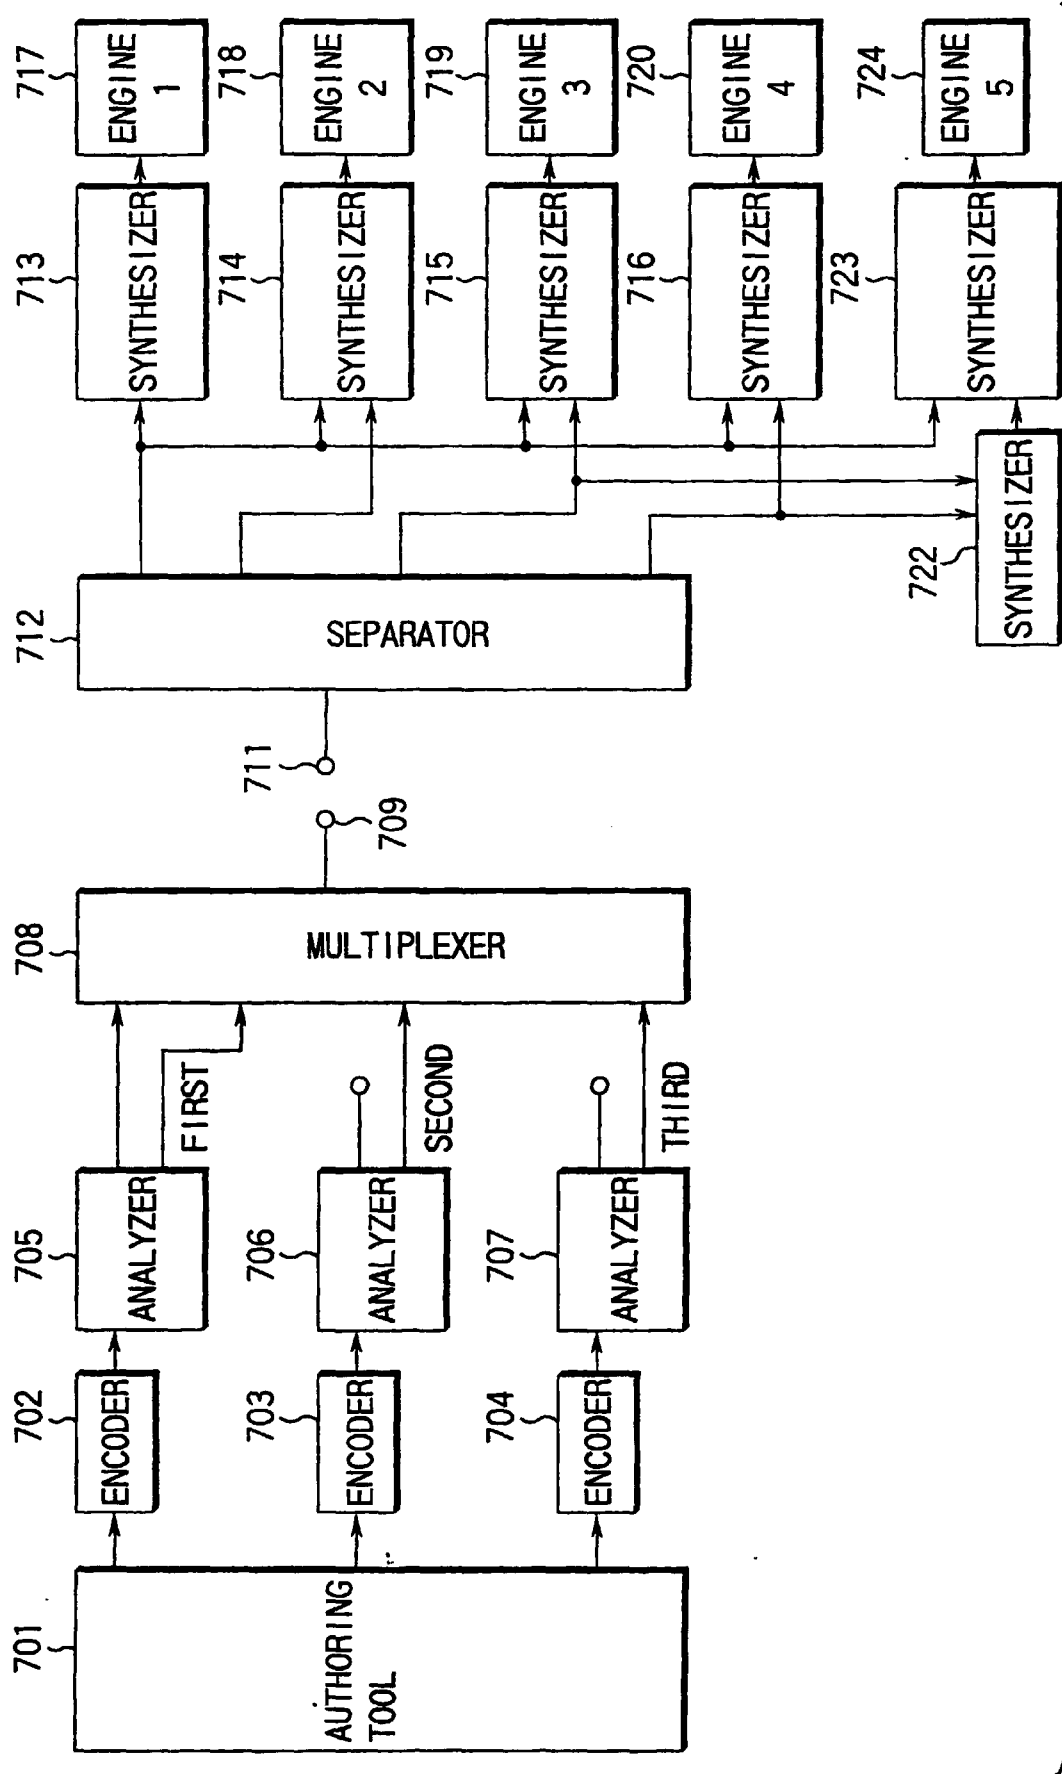 701
AUTHORING
TOOL
702
ENCODER
703
ENCODER
704
ENCODER
705
ANALYZER
706
ANALYZER
707
ANALYZER
FIRST
SECOND
THIRD
708
MULTIPLEXER
709
711
712
SEPARATOR
713
SYNTHESIZER
714
SYNTHESIZER
715
SYNTHESIZER
716
SYNTHESIZER
722
SYNTHESIZER
723
SYNTHESIZER
717
ENGINE
1
718
ENGINE
2
719
ENGINE
3
720
ENGINE
4
724
ENGINE
5